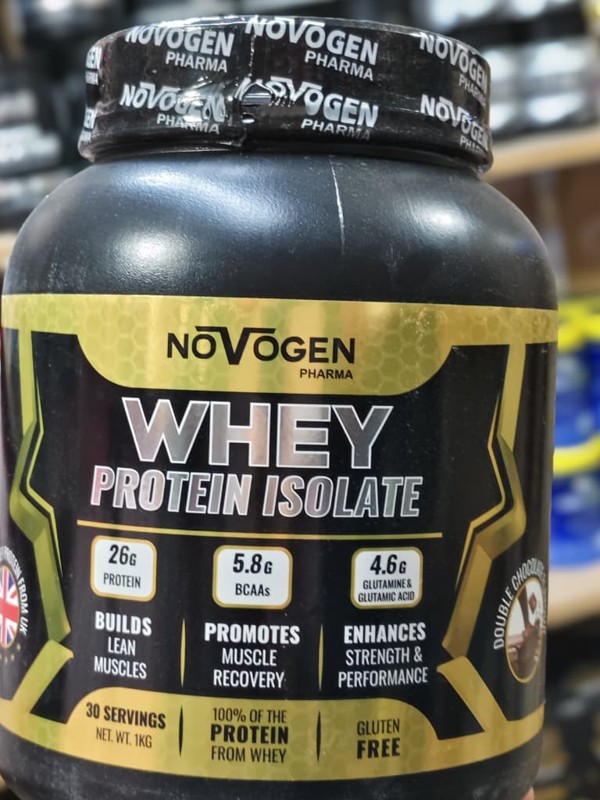 NOVOGEN
PHARMA
NOVOGEN
PHARMA
NOVOGEN
NOVOGEN
PHARMA
NOVOGEN
PHARMA
NOVOGEN
NOVOGEN
PHARMA
WHEY
PROTEIN ISOLATE
26G
PROTEIN
5.8G
BCAAs
4.6G
GLUTAMINE &
GLUTAMIC ACID
BUILDS
LEAN
MUSCLES
PROMOTES
MUSCLE
RECOVERY
ENHANCES
STRENGTH &
PERFORMANCE
PROTEIN FROM UK
DOUBLE CHOCOLATE
30 SERVINGS
NET. WT. 1KG
100% OF THE
PROTEIN
FROM WHEY
GLUTEN
FREE